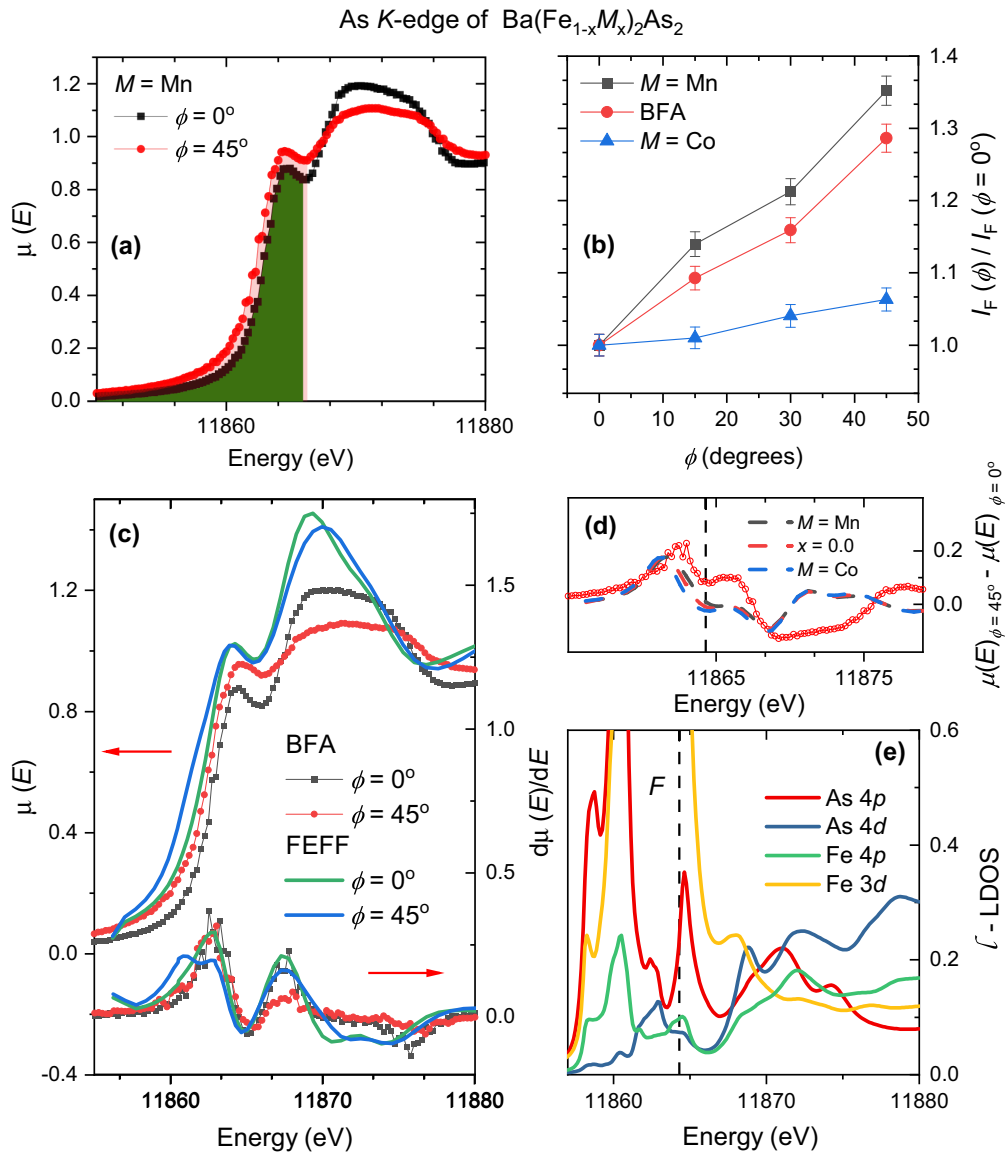 As K-edge of Ba(Fe1-xMx)2As2
M = Mn
ϕ = 0°
ϕ = 45°
(a)
μ (E)
1.2
1.0
0.8
0.6
0.4
0.2
0.0
11860
11880
Energy (eV)
M = Mn
BFA
M = Co
(b)
IF (ϕ) / IF (ϕ = 0°)
1.4
1.3
1.2
1.1
1.0
0
10
20
30
40
50
ϕ (degrees)
(c)
μ (E)
1.2
0.8
0.4
0.0
-0.4
1.5
1.0
0.5
0.0
BFA
ϕ = 0°
ϕ = 45°
FEFF
ϕ = 0°
ϕ = 45°
11860
11870
11880
Energy (eV)
dμ (E)/dE
(d)
M = Mn
x = 0.0
M = Co
0.2
0.0
μ(E)ϕ = 45° - μ(E) ϕ = 0°
11865
11875
Energy (eV)
(e)
F
As 4p
As 4d
Fe 4p
Fe 3d
0.6
0.4
0.2
0.0
ℓ - LDOS
11860
11870
11880
Energy (eV)